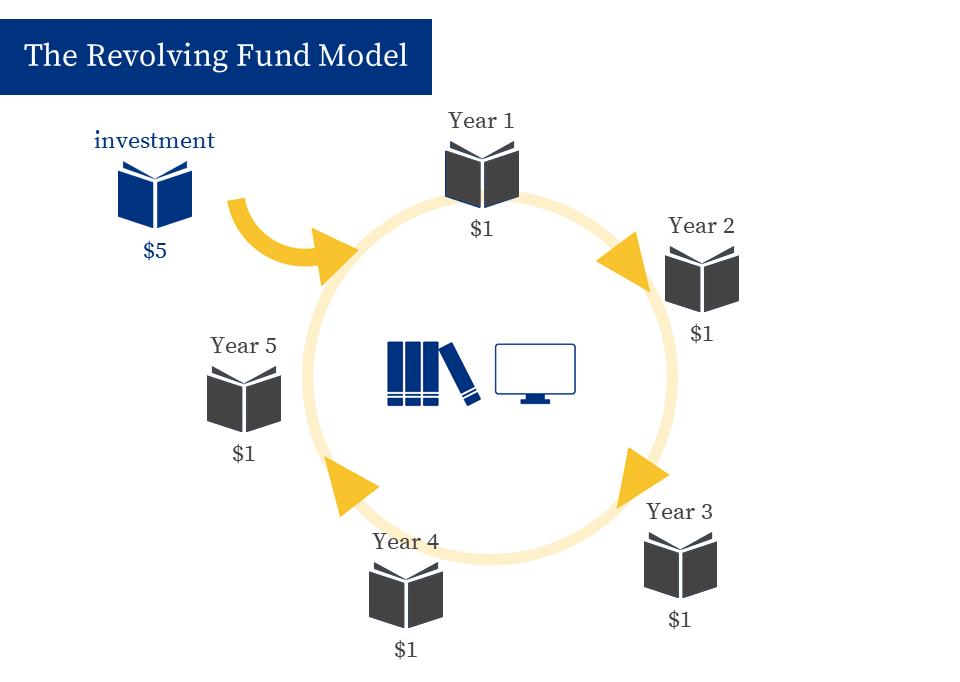 The Revolving Fund Model
investment
$5
Year 1
$1
Year 2
$1
Year 3
$1
Year 4
$1
Year 5
$1